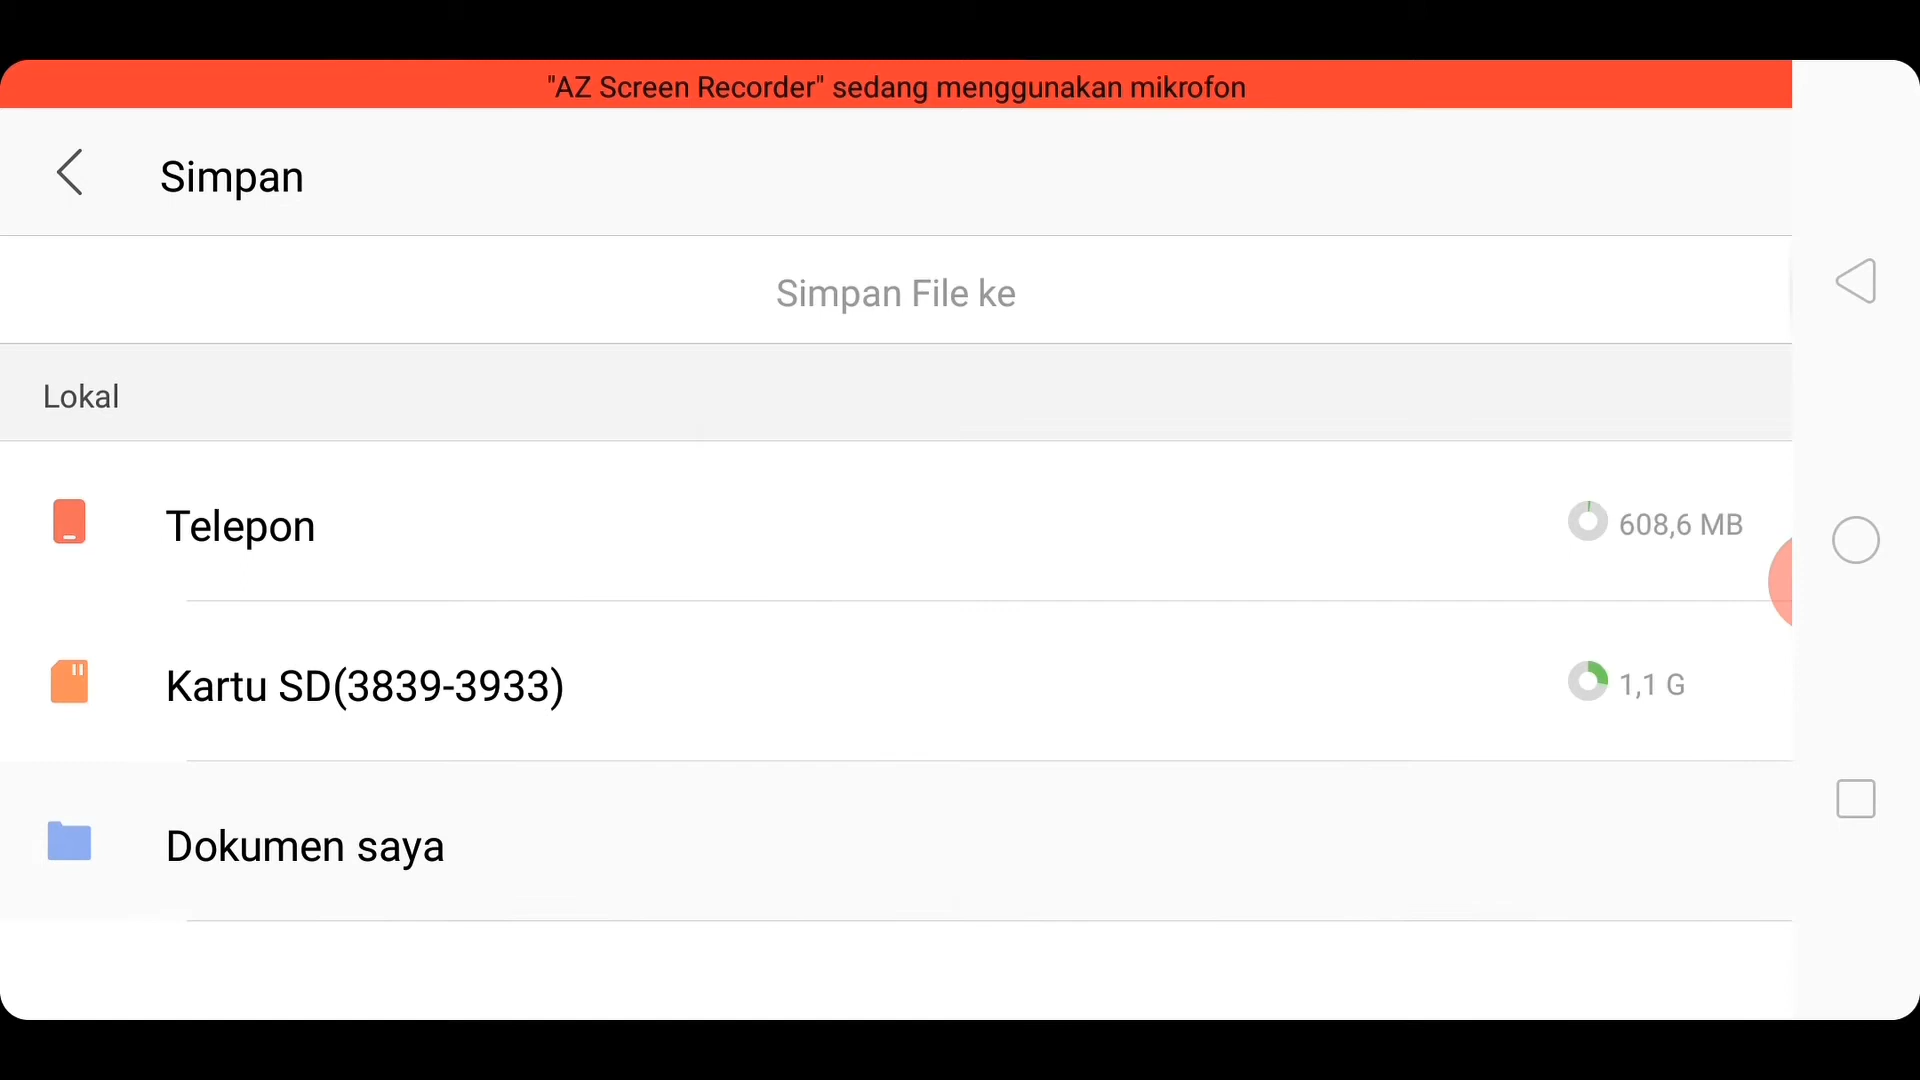 "AZ Screen Recorder" sedang menggunakan mikrofon
Simpan
Simpan File ke
Lokal
Telepon 608,6 MB
Kartu SD(3839-3933) 1,1 G
Dokumen saya